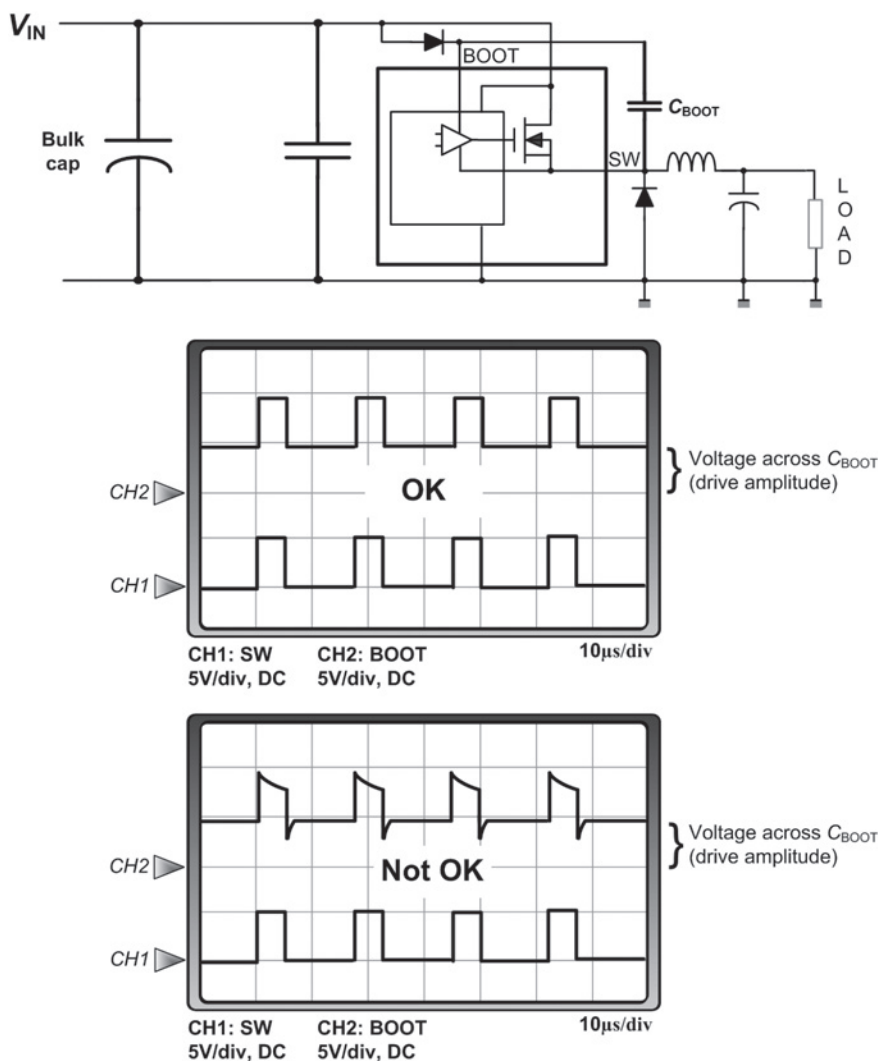 VIN
BOOT
Bulk
cap
CBOOT
SW
L
O
A
D
OK
CH2
CH1
Voltage across CBOOT
(drive amplitude)
CH1: SW CH2: BOOT 10µs/div
5V/div, DC 5V/div, DC
Not OK
CH2
CH1
Voltage across CBOOT
(drive amplitude)
CH1: SW CH2: BOOT 10µs/div
5V/div, DC 5V/div, DC